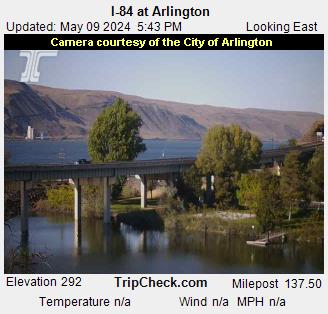 I-84 at Arlington
Updated: May 09 2024 5:43 PM Looking East
Camera courtesy of the City of Arlington
Elevation 292 TripCheck.com Milepost 137.50
Temperature n/a Wind n/a MPH n/a